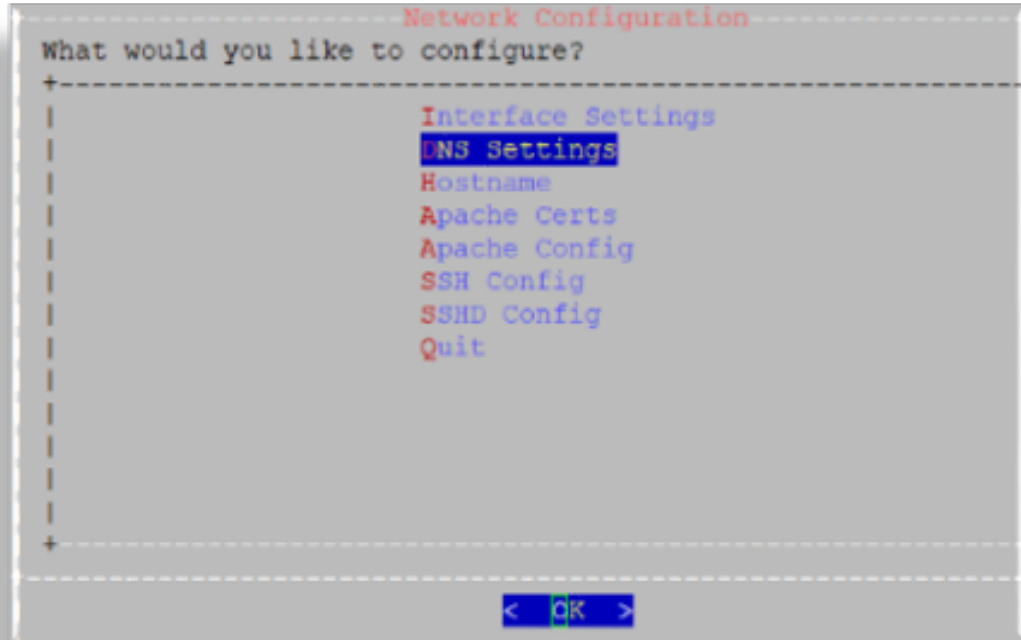 Network Configuration
What would you like to configure?
Interface Settings
DNS Settings
Hostname
Apache Certs
Apache Config
SSH Config
SSHD Config
Quit
< OK >